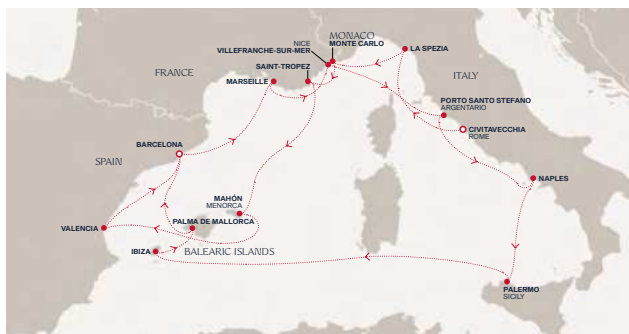 MONACO
NICE
MONTE CARLO
VILLEFRANCHE-SUR-MER
LA SPEZIA
SAINT-TROPEZ
FRANCE
MARSEILLE
ITALY
PORTO SANTO STEFANO
ARGENTARIO
CIVITAVECCHIA
ROME
BARCELONA
SPAIN
NAPLES
MAHÓN
MENORCA
PALMA DE MALLORCA
VALENCIA
IBIZA
BALEARIC ISLANDS
PALERMO
SICILY